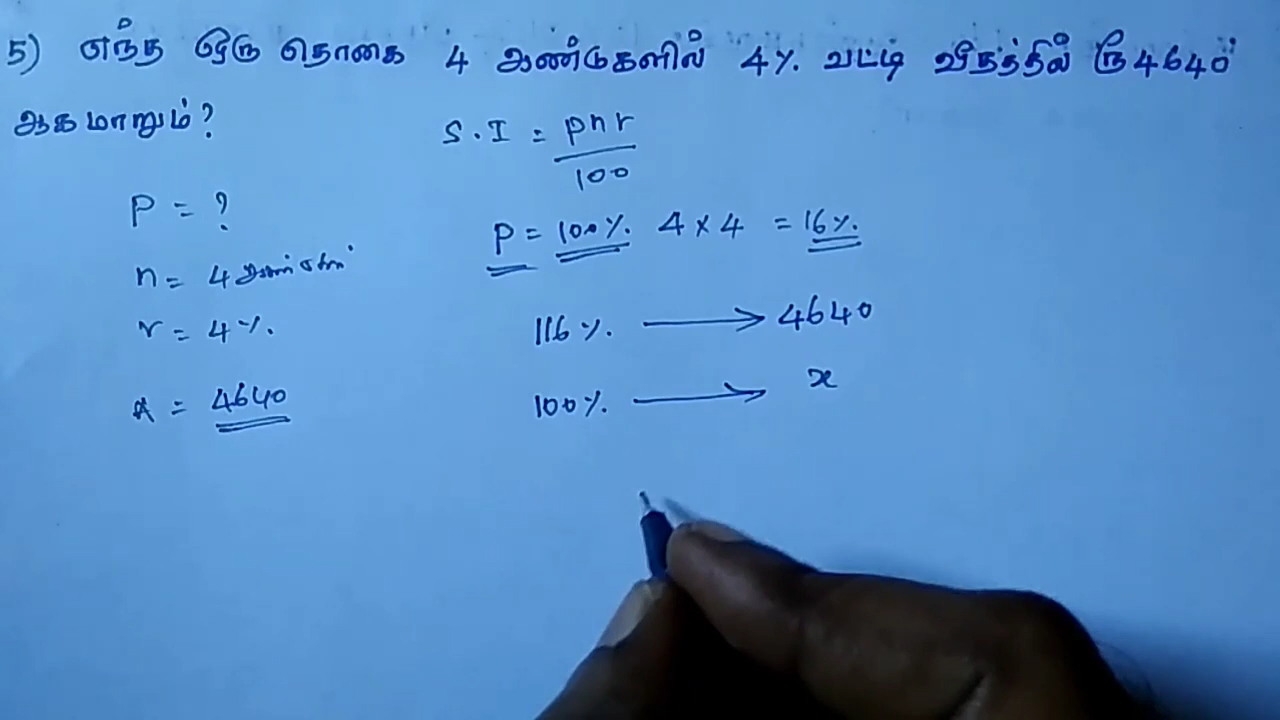 5) எந்த ஒரு தொகை 4 ஆண்டுகளில் 4%. வட்டி வீதத்தில் ரூ 4640
ஆக மாறும்?
S.I = pnr
100
P = ?
P = 100%. 4 × 4 = 16%.
n = 4
r = 4%.
116%. → 4640
A = 4640
100%. → x